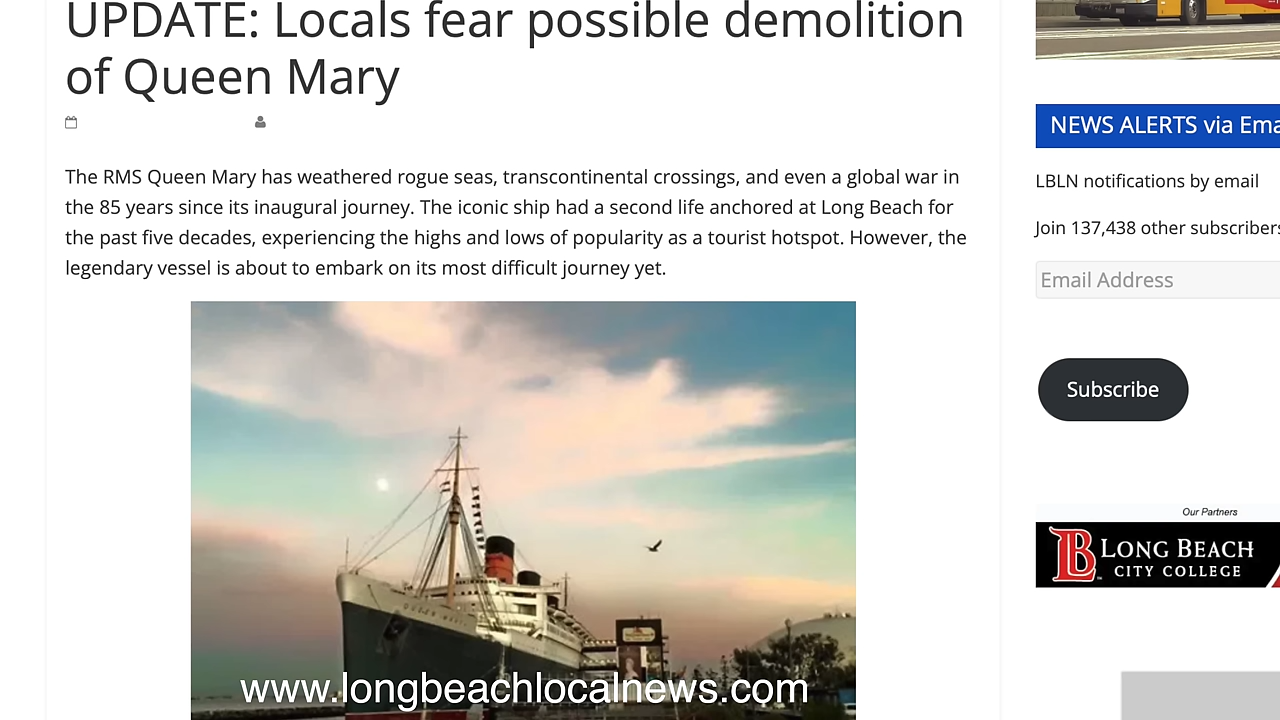 UPDATE: Locals fear possible demolition
of Queen Mary
The RMS Queen Mary has weathered rogue seas, transcontinental crossings, and even a global war in
the 85 years since its inaugural journey. The iconic ship had a second life anchored at Long Beach for
the past five decades, experiencing the highs and lows of popularity as a tourist hotspot. However, the
legendary vessel is about to embark on its most difficult journey yet.
QUEEN MARY
www.longbeachlocalnews.com
NEWS ALERTS via Ema
LBLN notifications by email
Join 137,438 other subscribers
Email Address
Subscribe
Our Partners
LB LONG BEACH
CITY COLLEGE